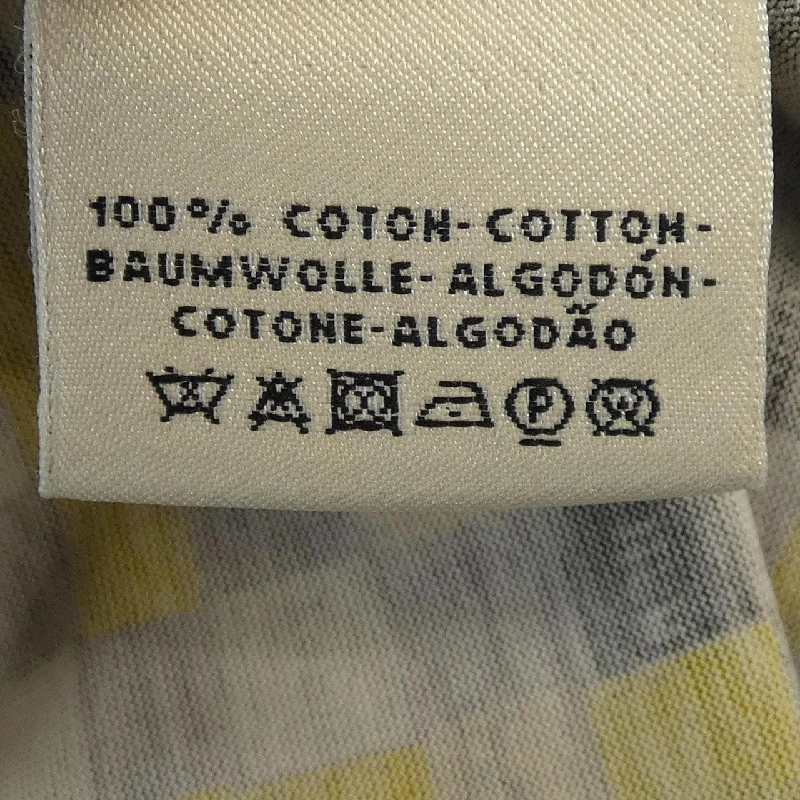 100% COTON-COTTON-
BAUMWOLLE-ALGODÓN-
COTONE-ALGODÃO
P W